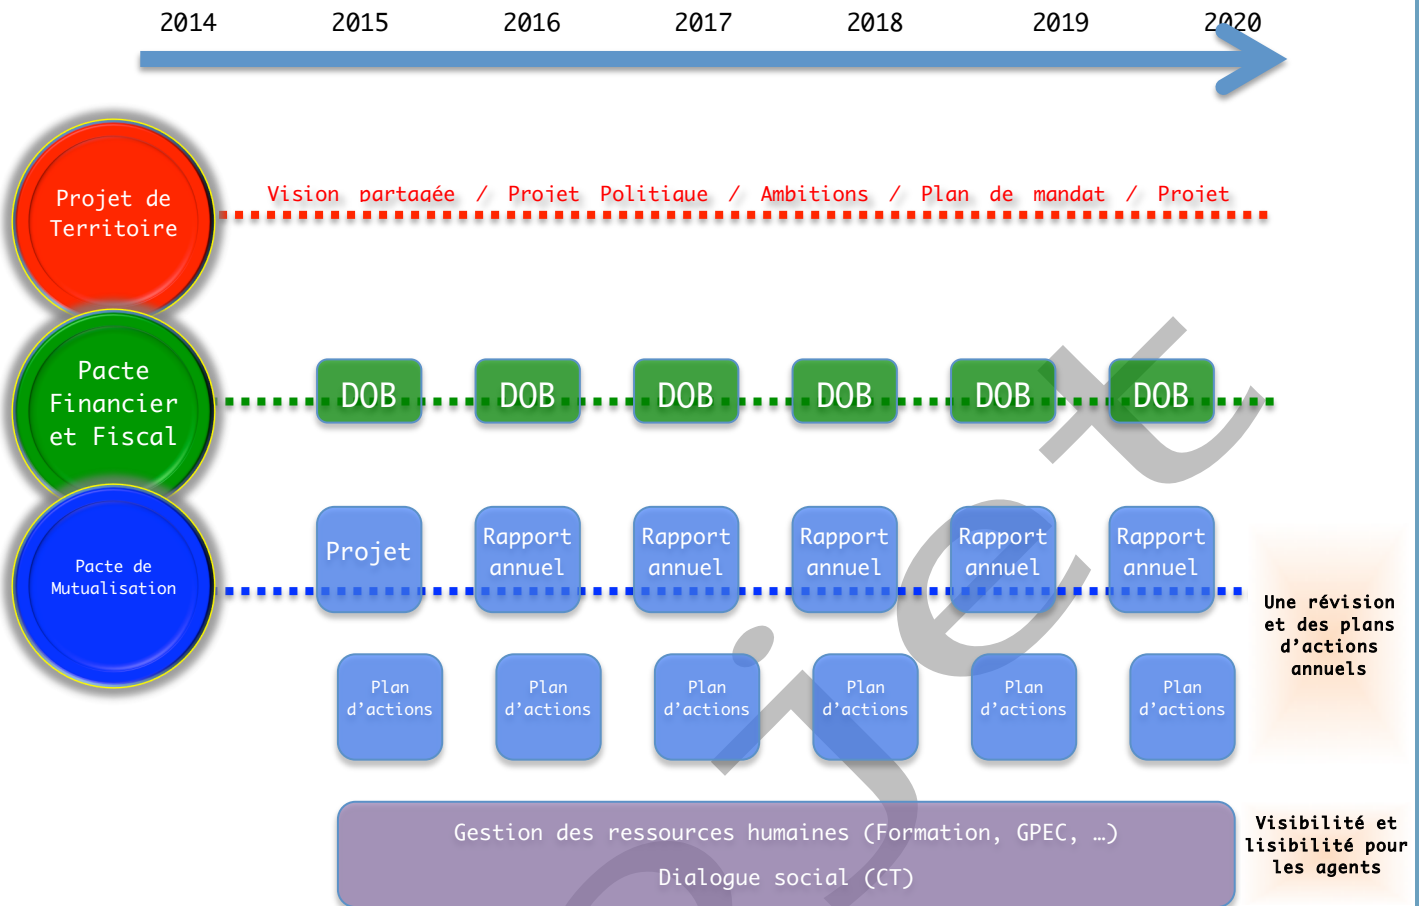 2014 2015 2016 2017 2018 2019 2020
Projet de
Territoire
Vision partagée / Projet Politique / Ambitions / Plan de mandat / Projet
Pacte
Financier
et Fiscal
DOB DOB DOB DOB DOB DOB
Pacte de
Mutualisation
Projet
Rapport
annuel
Rapport
annuel
Rapport
annuel
Rapport
annuel
Rapport
annuel
Une révision
et des plans
d’actions
annuels
Plan
d’actions
Plan
d’actions
Plan
d’actions
Plan
d’actions
Plan
d’actions
Plan
d’actions
Gestion des ressources humaines (Formation, GPEC, …)
Dialogue social (CT)
Visibilité et
lisibilité pour
les agents